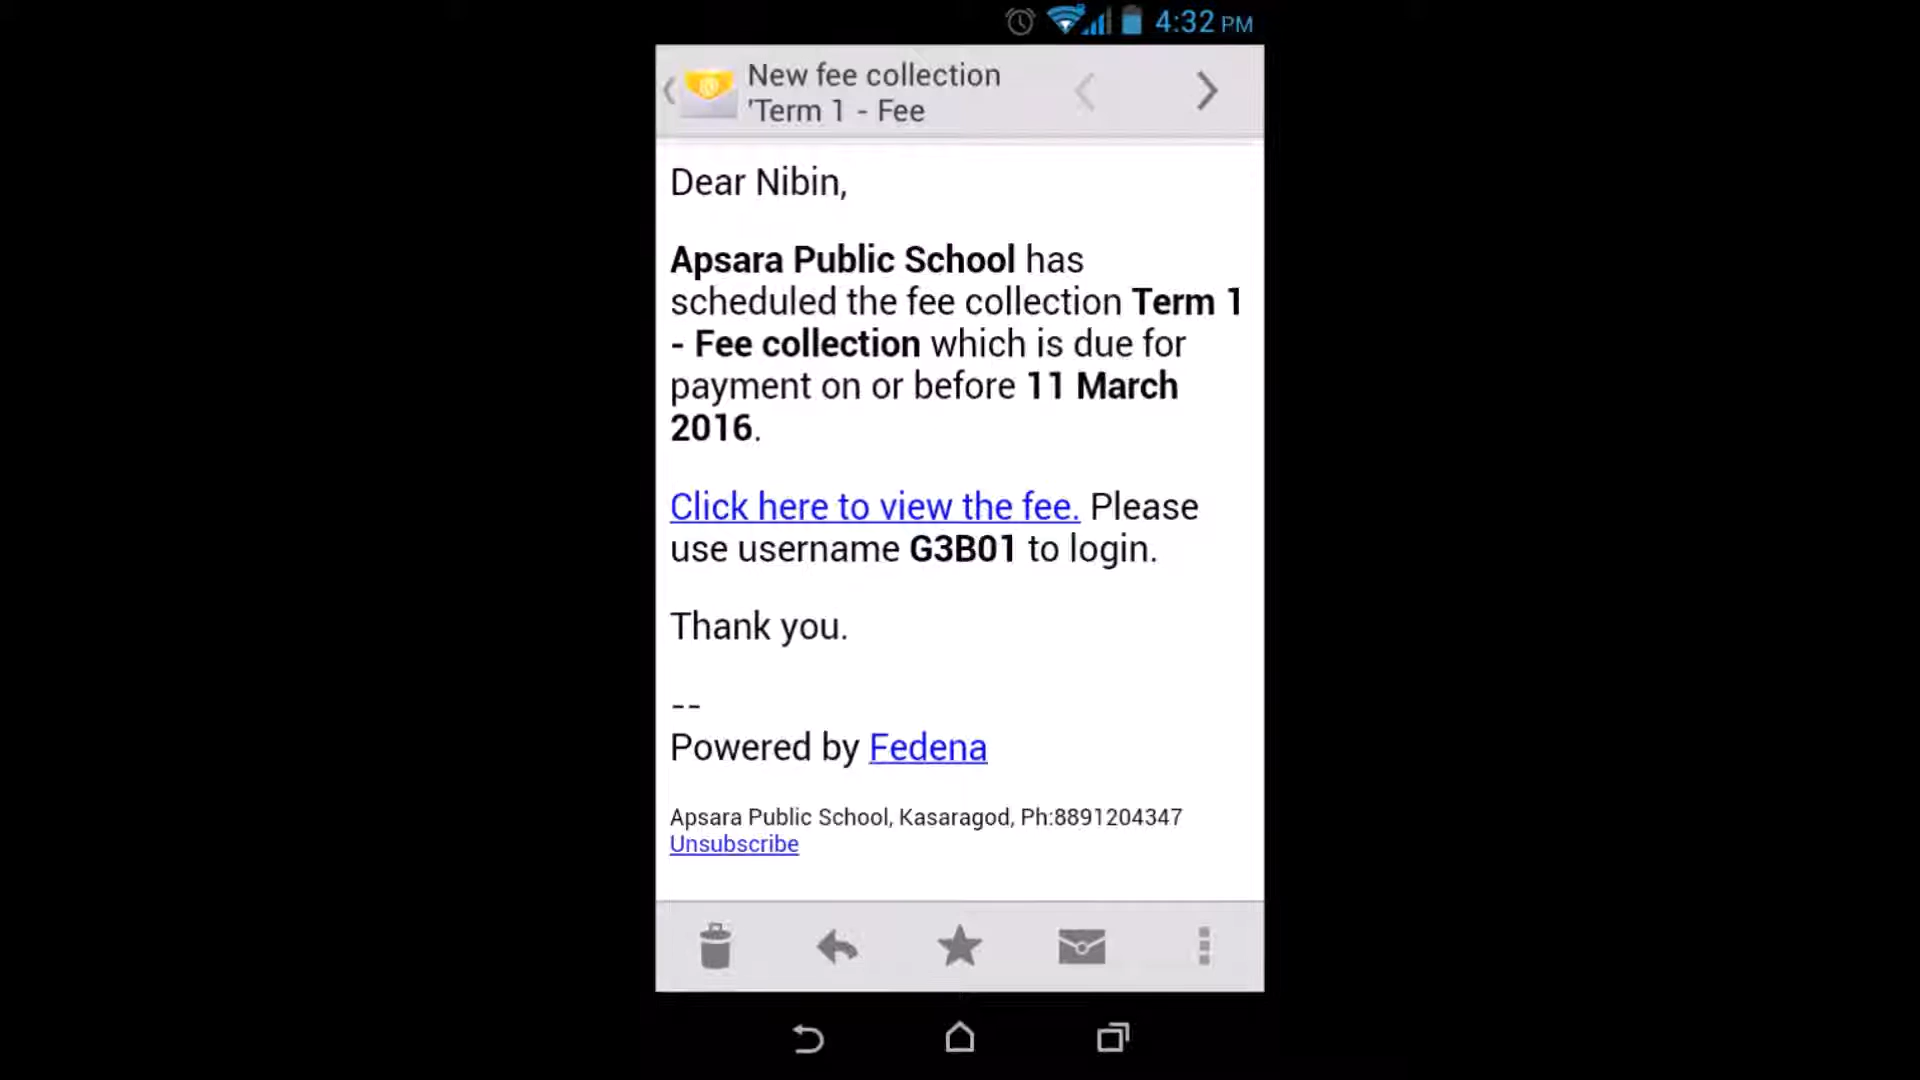 4:32 PM
New fee collection
'Term 1 - Fee
Dear Nibin,
Apsara Public School has
scheduled the fee collection Term 1
- Fee collection which is due for
payment on or before 11 March
2016.
Click here to view the fee. Please
use username G3B01 to login.
Thank you.
--
Powered by Fedena
Apsara Public School, Kasaragod, Ph:8891204347
Unsubscribe